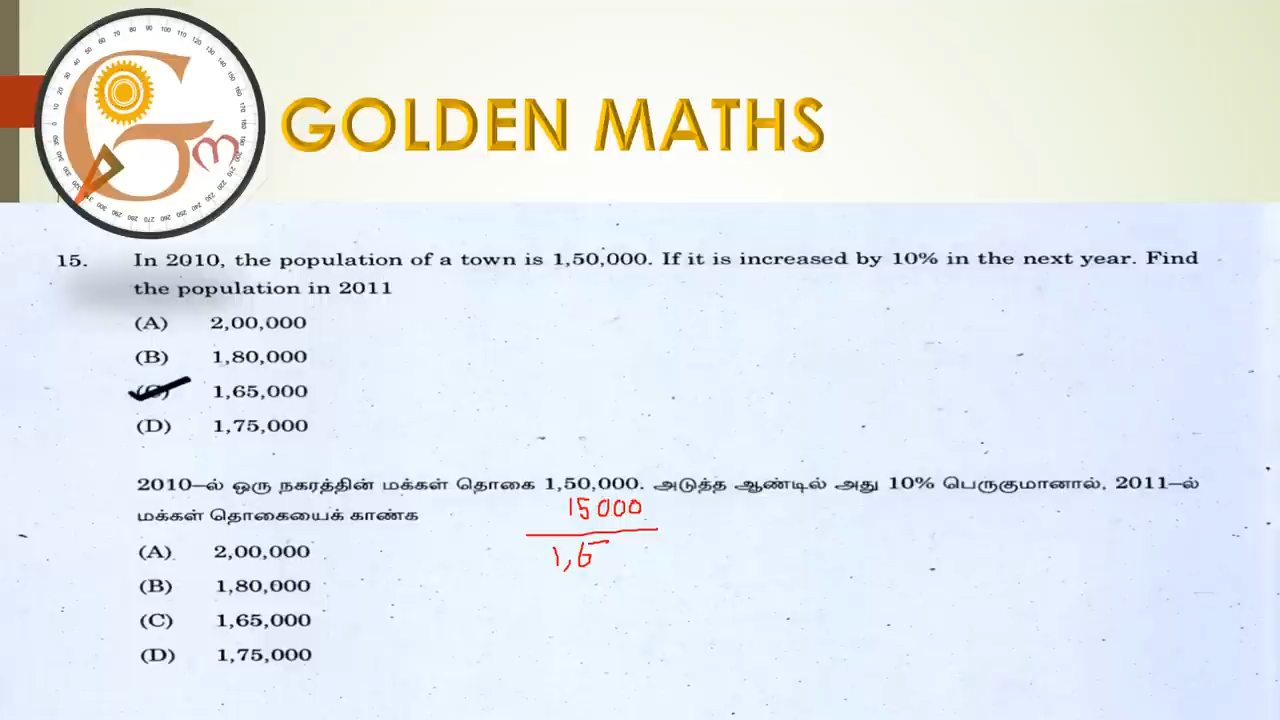 GOLDEN MATHS
15. In 2010, the population of a town is 1,50,000. If it is increased by 10% in the next year. Find
the population in 2011
(A) 2,00,000
(B) 1,80,000
(C) 1,65,000
(D) 1,75,000
2010–ல் ஒரு நகரத்தின் மக்கள் தொகை 1,50,000. அடுத்த ஆண்டில் அது 10% பெருகுமானால், 2011–ல்
15000
மக்கள் தொகையைக் காண்க
1,6
(A) 2,00,000
(B) 1,80,000
(C) 1,65,000
(D) 1,75,000